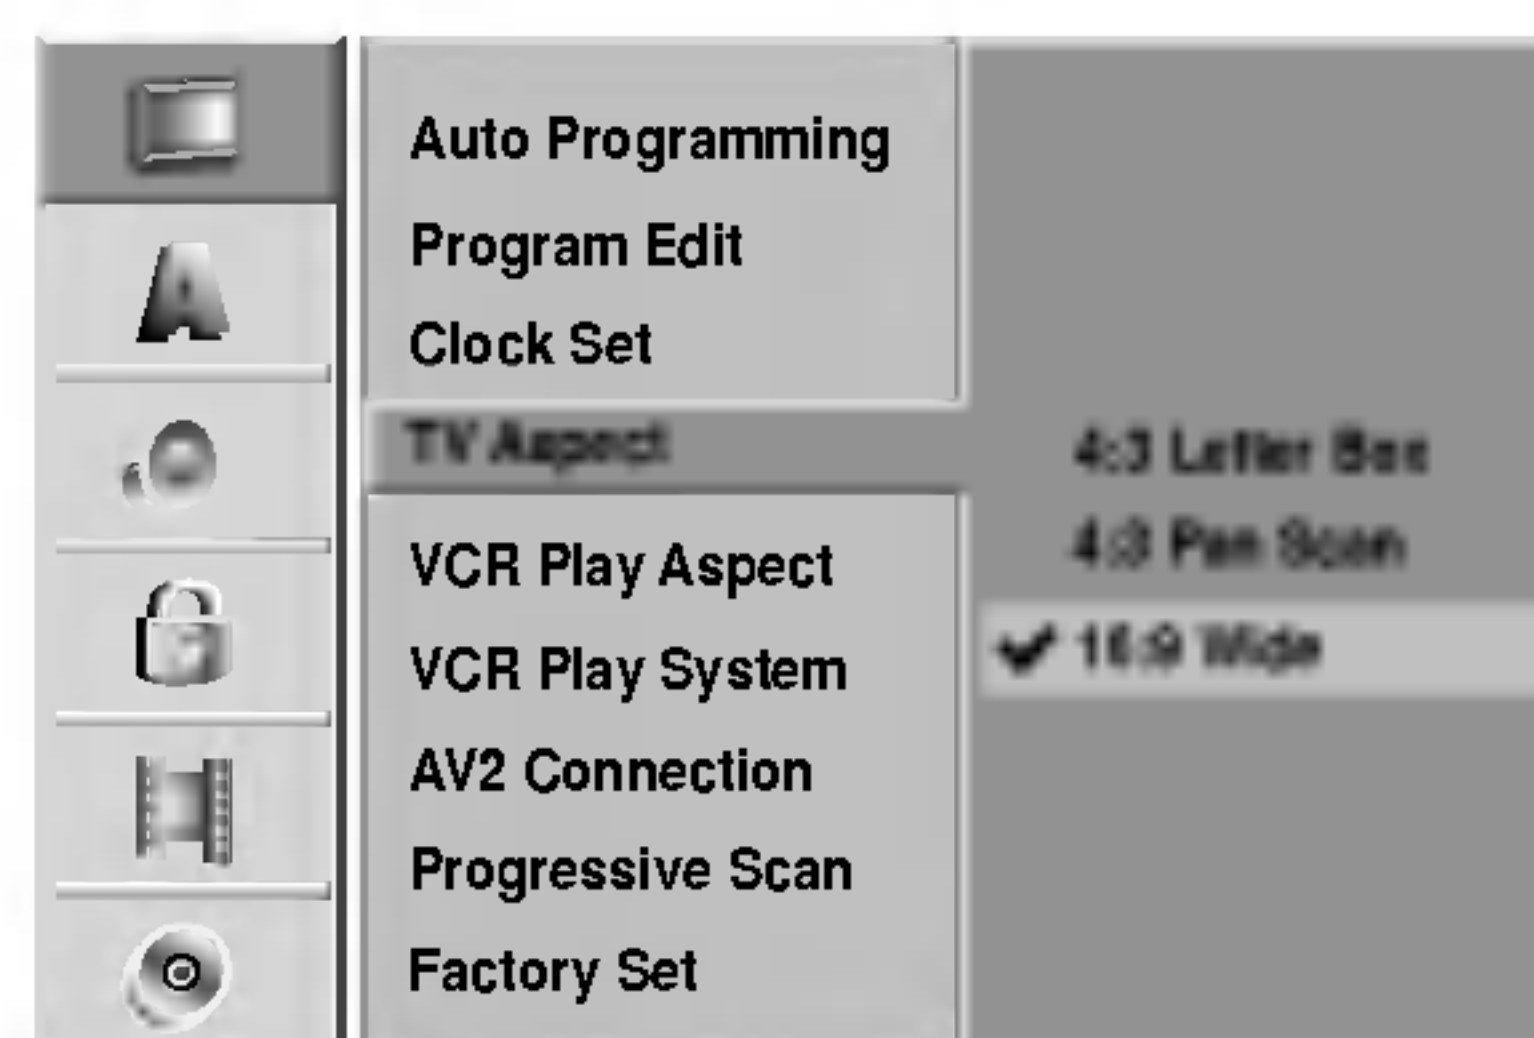 A
Auto Programming
Program Edit
Clock Set
TV Aspect
4:3 Letter Box
4:3 Pan Scan
16:9 Wide
VCR Play Aspect
VCR Play System
AV2 Connection
Progressive Scan
Factory Set